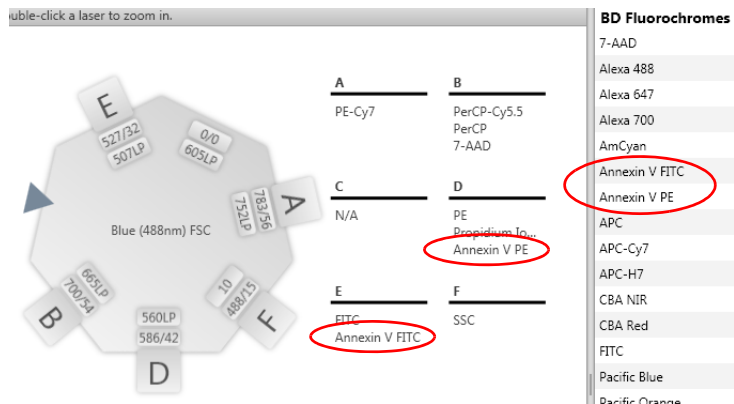 ouble-click a laser to zoom in.
E
527/32
507LP
0/0
605LP
A
783/56
752LP
Blue (488nm) FSC
B
665LP
700/54
560LP
586/42
D
10
488/15
F
A
PE-Cy7
B
PerCP-Cy5.5
PerCP
7-AAD
C
N/A
D
PE
Propidium Io...
Annexin V PE
E
FITC
Annexin V FITC
F
SSC
BD Fluorochromes
7-AAD
Alexa 488
Alexa 647
Alexa 700
AmCyan
Annexin V FITC
Annexin V PE
APC
APC-Cy7
APC-H7
CBA NIR
CBA Red
FITC
Pacific Blue
Pacific Orange